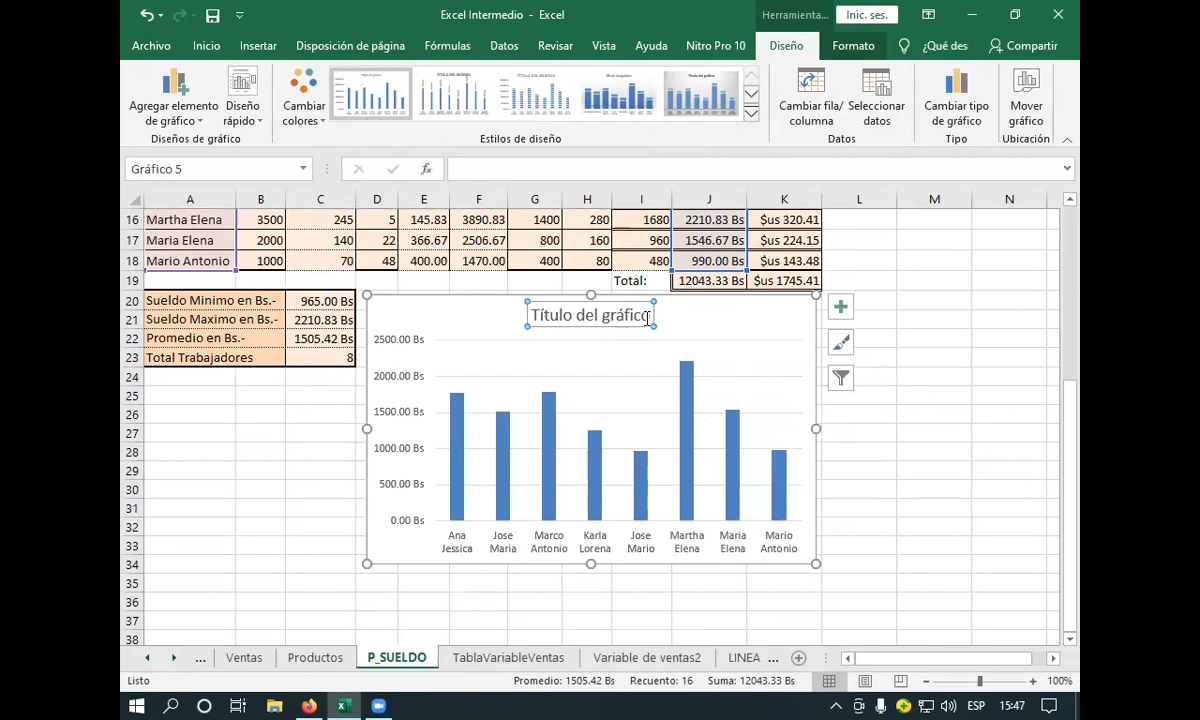 Excel Intermedio - Excel
Herramienta... Inic. ses.
Archivo Inicio Insertar Disposición de página Fórmulas Datos Revisar Vista Ayuda Nitro Pro 10 Diseño Formato ¿Qué des Compartir
Agregar elemento de gráfico Diseño rápido Cambiar colores Cambiar fila/ columna Seleccionar datos Cambiar tipo de gráfico Mover gráfico
Diseños de gráfico Estilos de diseño Datos Tipo Ubicación
Gráfico 5 fx
A B C D E F G H I J K L M N
16 Martha Elena 3500 245 5 145.83 3890.83 1400 280 1680 2210.83 Bs $us 320.41
17 Maria Elena 2000 140 22 366.67 2506.67 800 160 960 1546.67 Bs $us 224.15
18 Mario Antonio 1000 70 48 400.00 1470.00 400 80 480 990.00 Bs $us 143.48
19 Total: 12043.33 Bs $us 1745.41
20 Sueldo Minimo en Bs.- 965.00 Bs
21 Sueldo Maximo en Bs.- 2210.83 Bs
22 Promedio en Bs.- 1505.42 Bs
23 Total Trabajadores 8
24
25
26
27
28
29
30
31
32
33
34
35
36
37
38
Título del gráfico
2500.00 Bs
2000.00 Bs
1500.00 Bs
1000.00 Bs
500.00 Bs
0.00 Bs
Ana Jose Marco Karla Jose Martha Maria Mario
Jessica Maria Antonio Lorena Mario Elena Elena Antonio
... Ventas Productos P_SUELDO TablaVariableVentas Variable de ventas2 LINEA ...
Listo Promedio: 1505.42 Bs Recuento: 16 Suma: 12043.33 Bs 100%
ESP 15:47